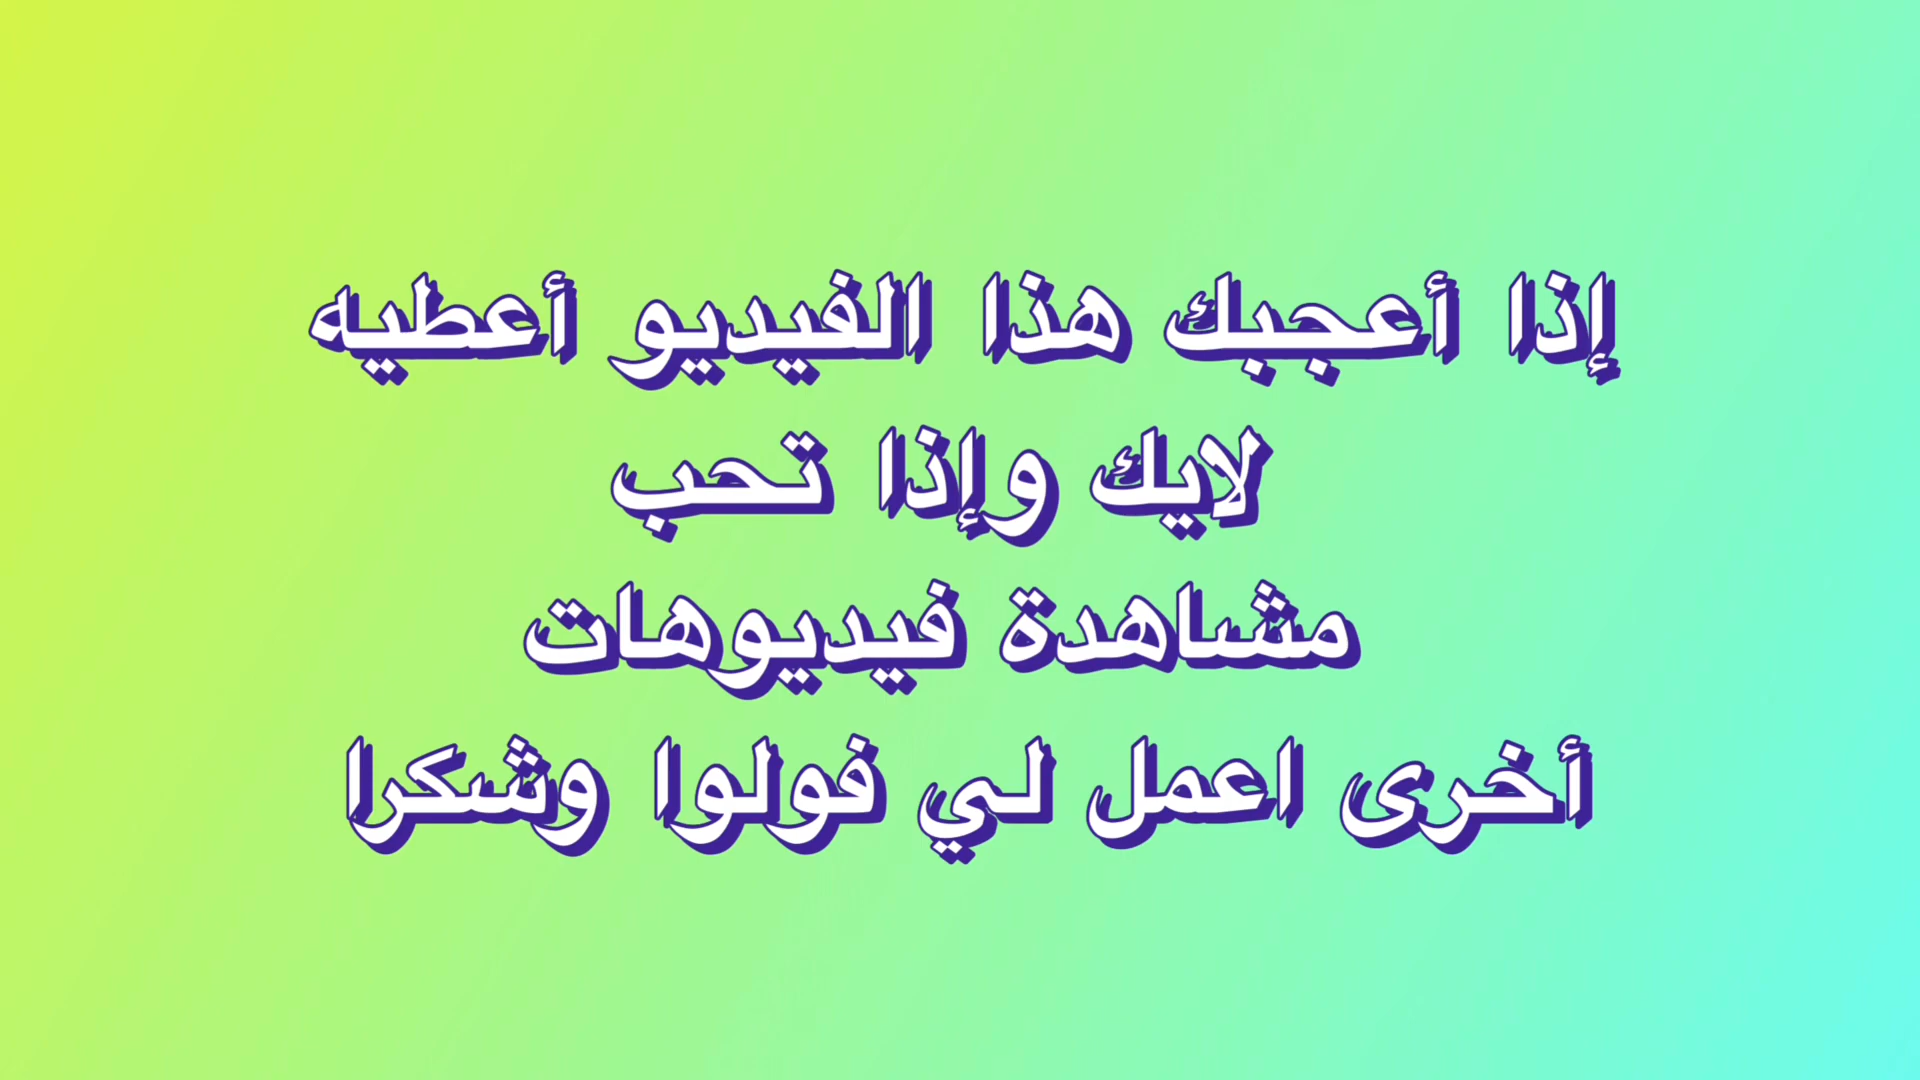 إذا أعجبك هذا الفيديو أعطيه
لايك وإذا تحب
مشاهدة فيديوهات
أخرى اعمل لي فولوا وشكرا